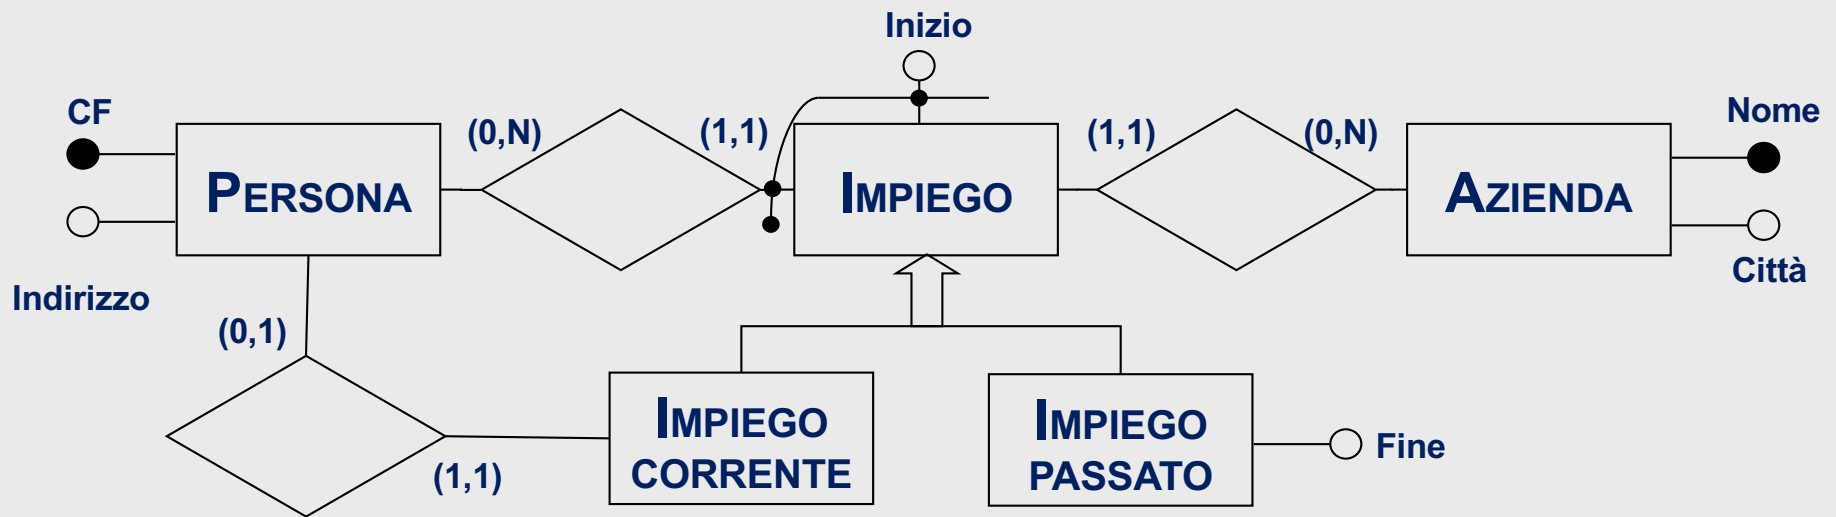 Inizio
CF
(0,N)
(1,1)
(1,1)
(0,N)
Nome
PERSONA
IMPIEGO
AZIENDA
Indirizzo
Città
(0,1)
IMPIEGO
CORRENTE
(1,1)
IMPIEGO
PASSATO
Fine